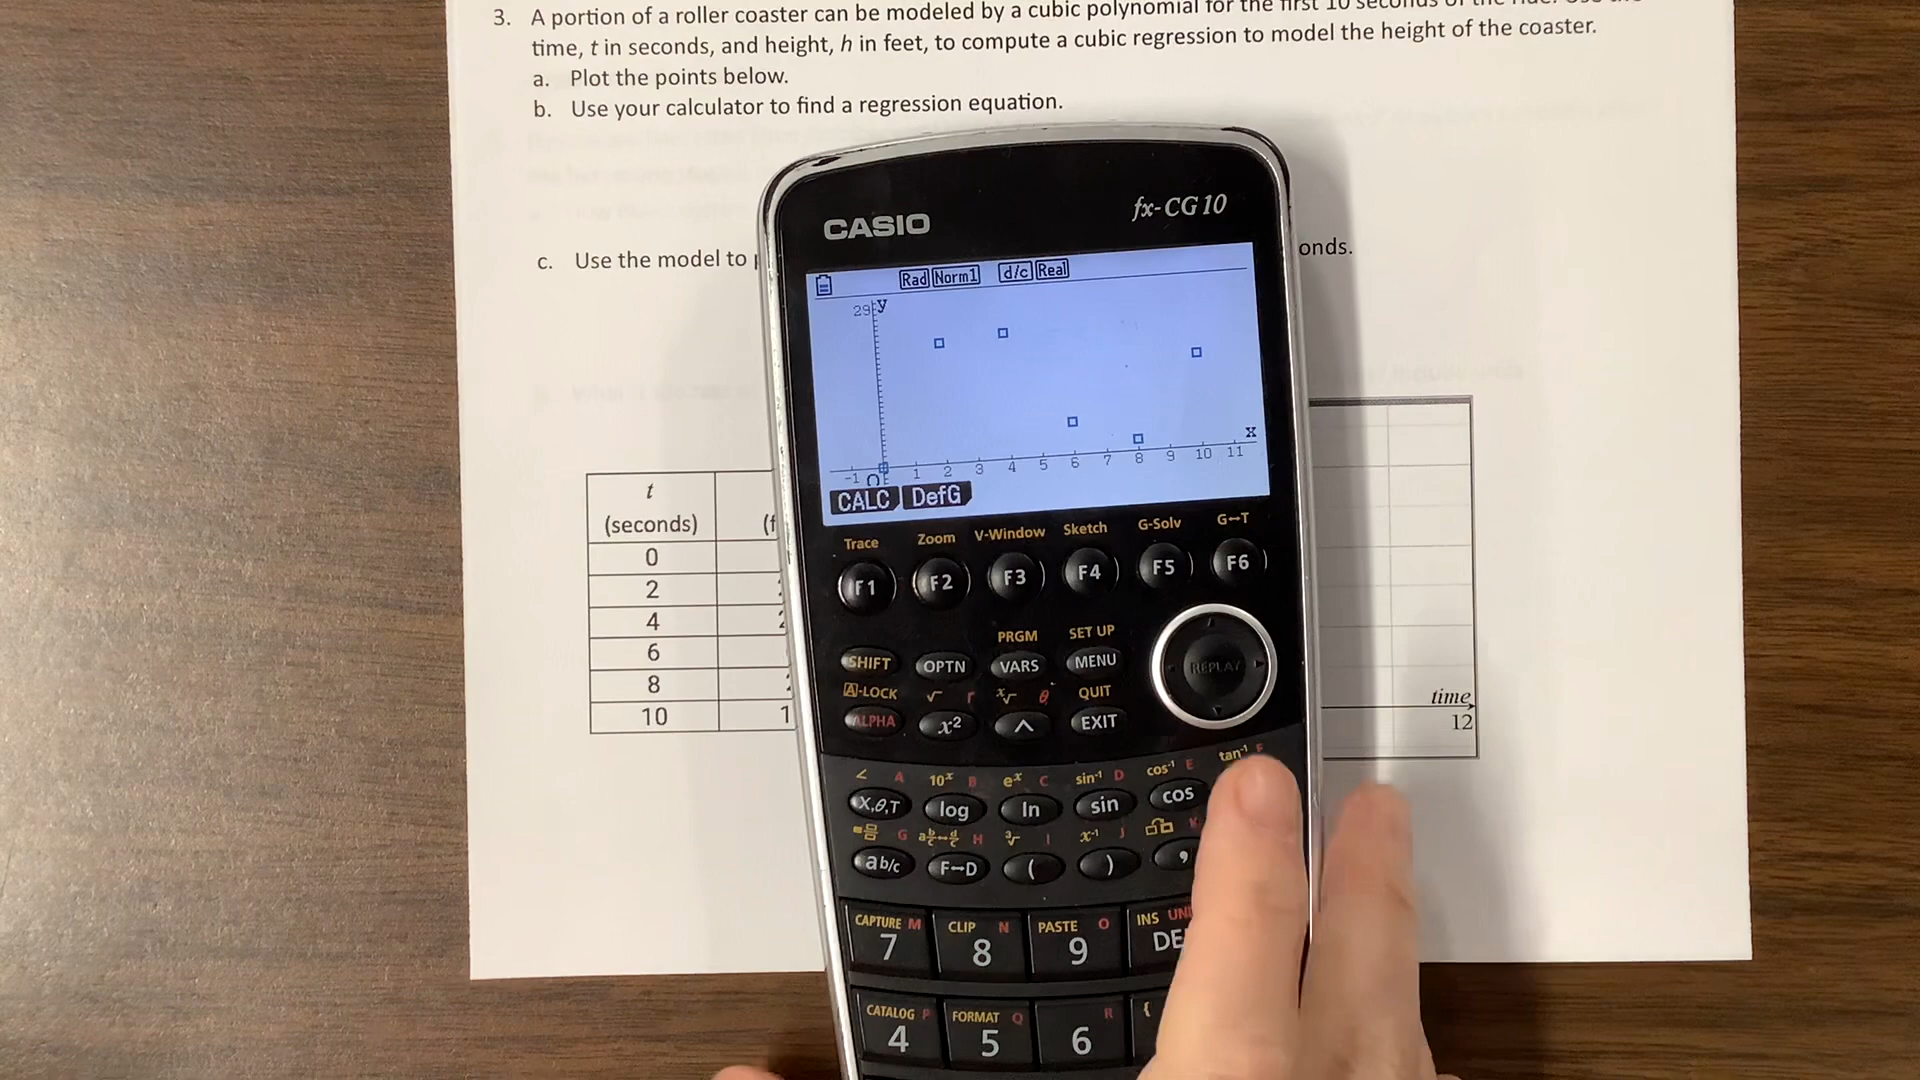 3. A portion of a roller coaster can be modeled by a cubic polynomial for the first 10 seconds of the ride.
time, t in seconds, and height, h in feet, to compute a cubic regression to model the height of the coaster.
a. Plot the points below.
b. Use your calculator to find a regression equation.
c. Use the model to
onds.
CASIO
fx-CG10
Rad Norm1 d/c Real
29 y
x
-1 O 1 2 3 4 5 6 7 8 9 10 11
CALC DefG
Trace Zoom V-Window Sketch G-Solv G↔T
F1 F2 F3 F4 F5 F6
PRGM SET UP
SHIFT OPTN VARS MENU
REPLAY
A-LOCK √ r x√ θ QUIT
ALPHA x² ^ EXIT
∠ A 10ˣ B eˣ C sin⁻¹ D cos⁻¹ E tan⁻¹ F
X,θ,T log ln sin cos
G a b/c↔d/c H ³√ I x⁻¹ J K
a b/c F↔D ( ) ,
CAPTURE M CLIP N PASTE O INS
7 8 9 DE
CATALOG P FORMAT Q R {
4 5 6
t
(seconds) (f
0
2
4
6
8
10 1
time
12